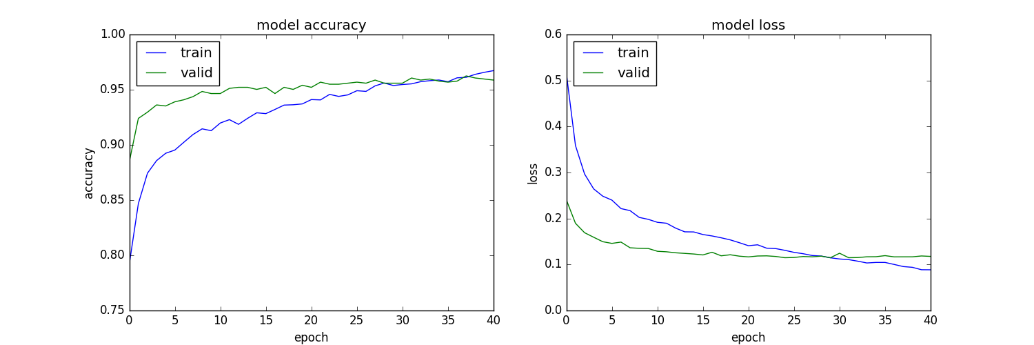 model accuracy
1.00
0.95
0.90
0.85
0.80
0.75
accuracy
train
valid
0 5 10 15 20 25 30 35 40
epoch
model loss
0.6
0.5
0.4
0.3
0.2
0.1
0.0
loss
train
valid
0 5 10 15 20 25 30 35 40
epoch